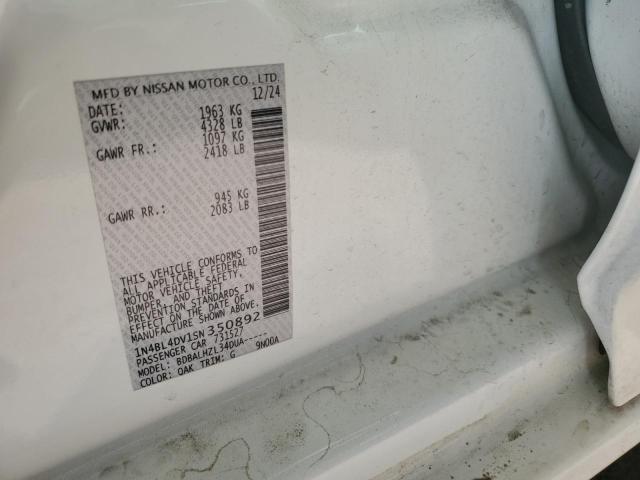 MFD BY NISSAN MOTOR CO., LTD.
DATE: 12/24
GVWR: 1963 KG
4328 LB
GAWR FR.: 1097 KG
2418 LB
GAWR RR.: 945 KG
2083 LB
THIS VEHICLE CONFORMS TO
ALL APPLICABLE FEDERAL
MOTOR VEHICLE SAFETY,
BUMPER, AND THEFT
PREVENTION STANDARDS IN
EFFECT ON THE DATE OF
MANUFACTURE SHOWN ABOVE.
1N4BL4DV1SN350892
PASSENGER CAR 731527
MODEL: BDBALHZL34DUA-----
COLOR: QAK TRIM: G 9N00A